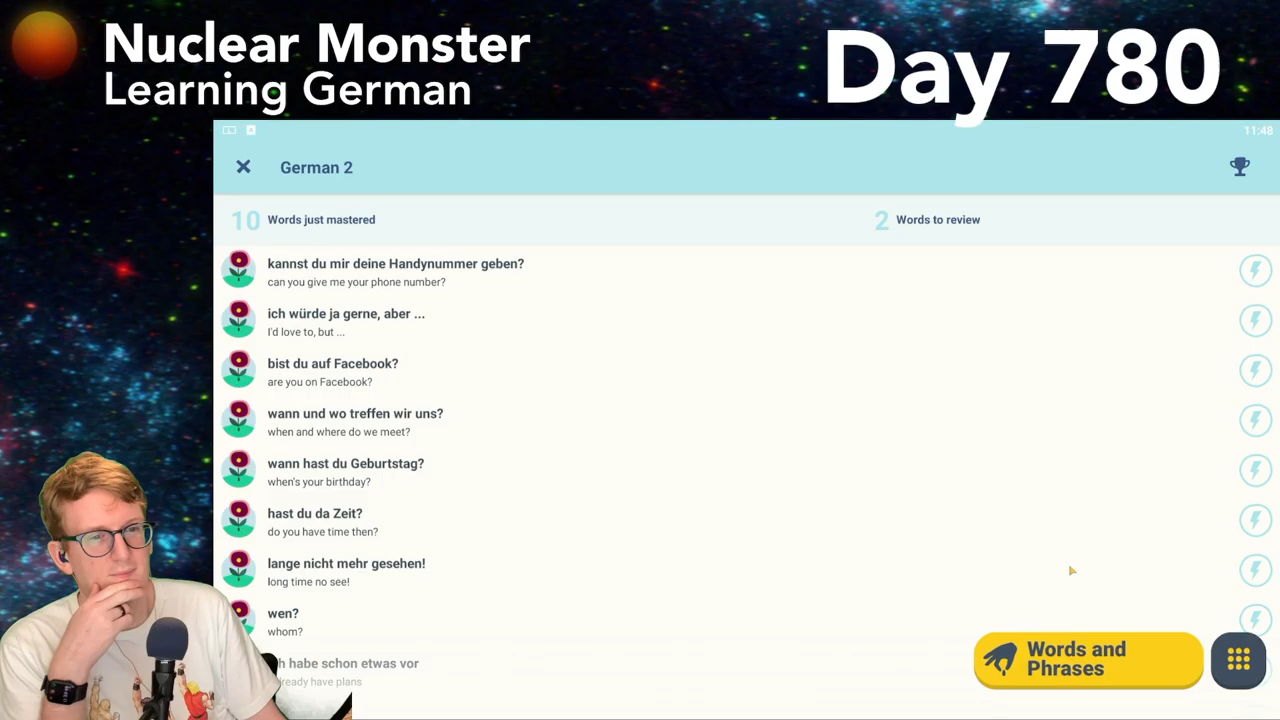 Nuclear Monster
Learning German
Day 780
11:48
German 2
10 Words just mastered
2 Words to review
kannst du mir deine Handynummer geben?
can you give me your phone number?
ich würde ja gerne, aber ...
I'd love to, but ...
bist du auf Facebook?
are you on Facebook?
wann und wo treffen wir uns?
when and where do we meet?
wann hast du Geburtstag?
when's your birthday?
hast du da Zeit?
do you have time then?
lange nicht mehr gesehen!
long time no see!
wen?
whom?
h habe schon etwas vor
lready have plans
Words and
Phrases